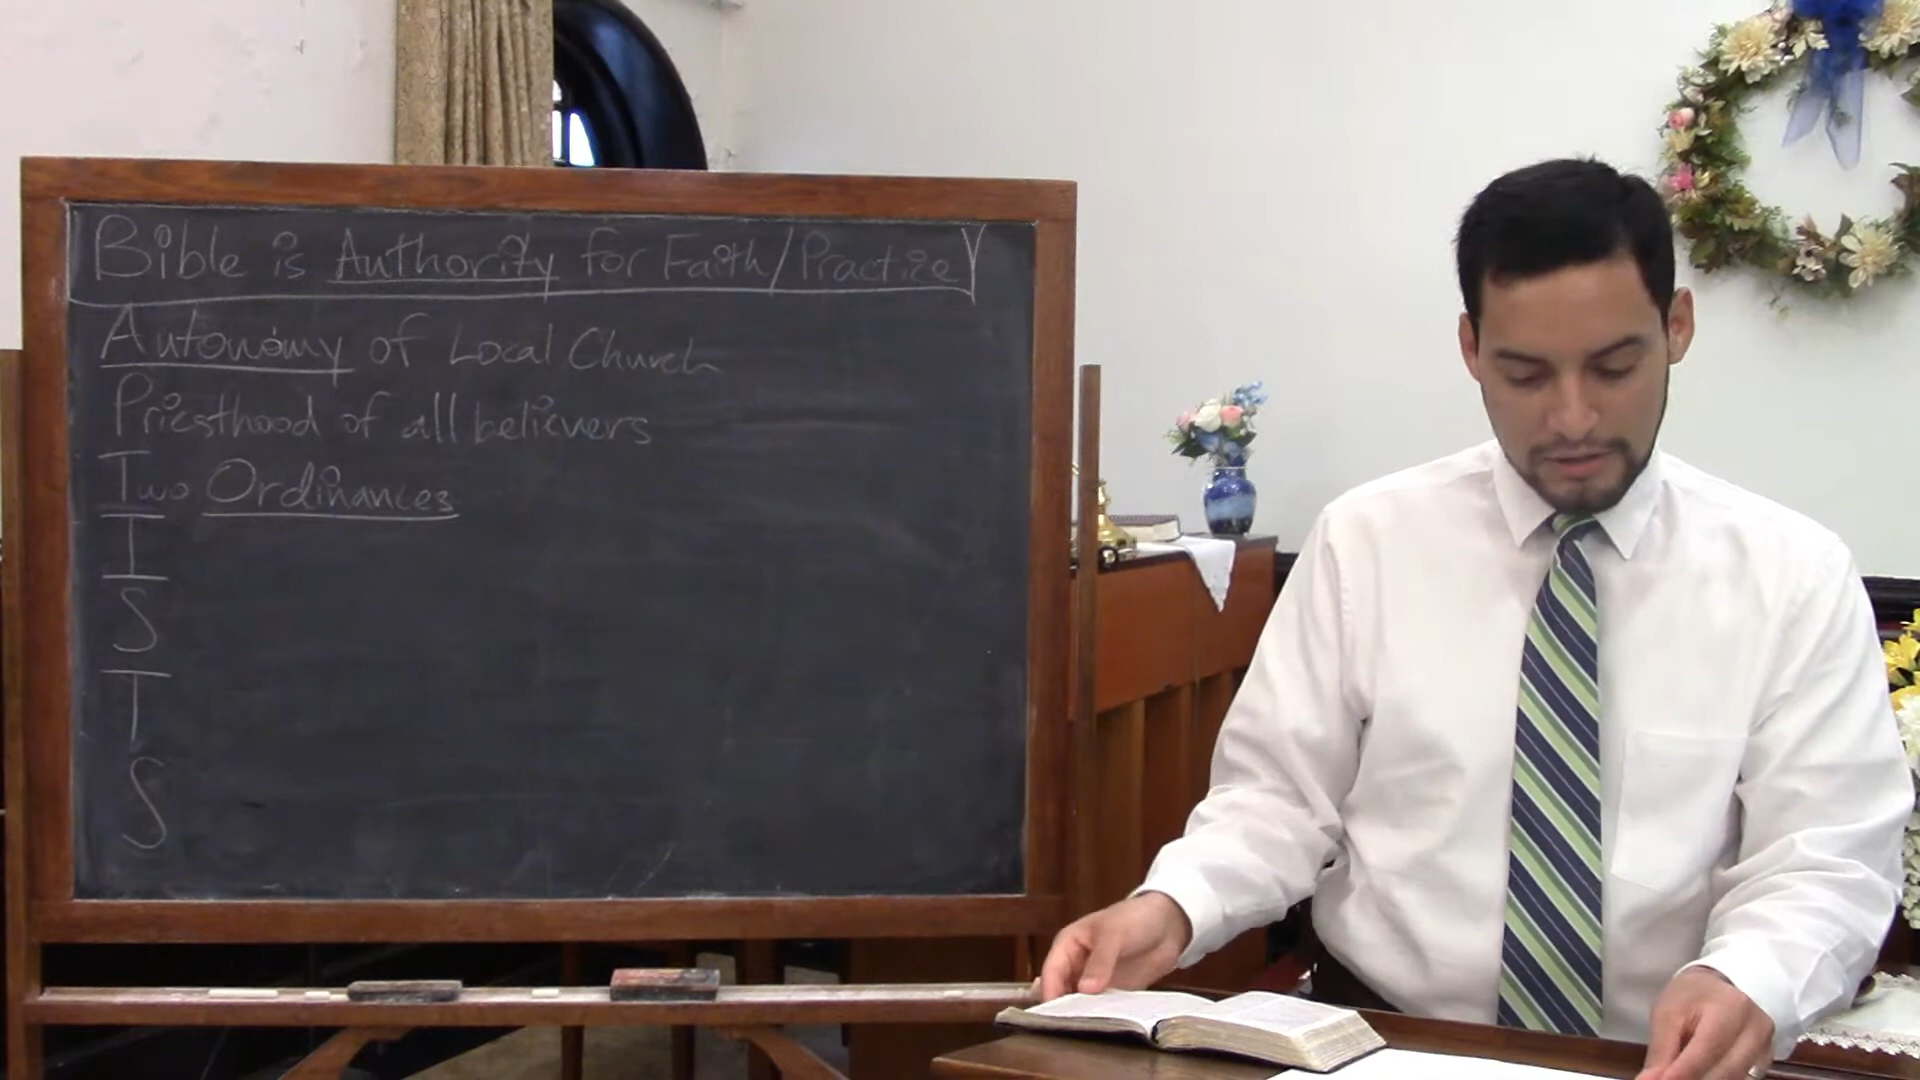 Bible is Authority for Faith/Practice
Autonomy of Local Church
Priesthood of all believers
Two Ordinances
I
S
T
S